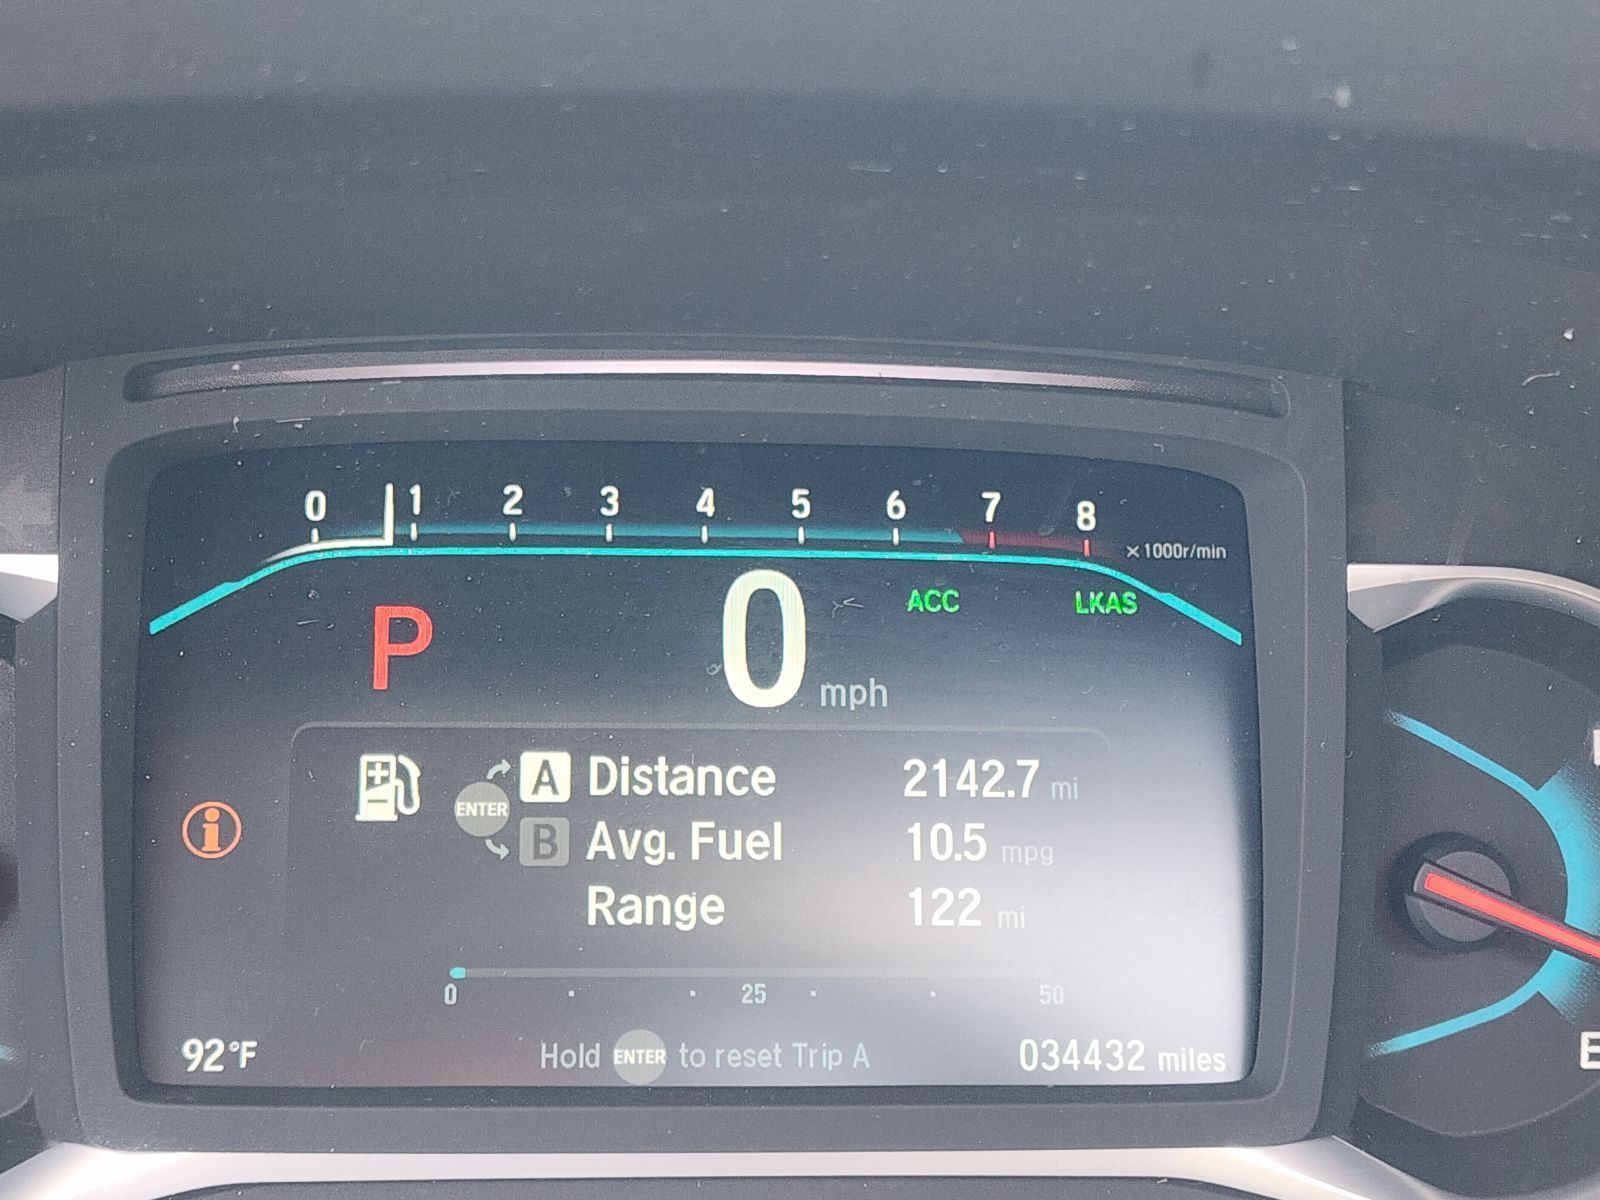 0 1 2 3 4 5 6 7 8
x1000r/min
P 0 mph ACC LKAS
ENTER
A Distance 2142.7 mi
B Avg. Fuel 10.5 mpg
Range 122 mi
0 25 50
92°F Hold ENTER to reset Trip A 034432 miles
E